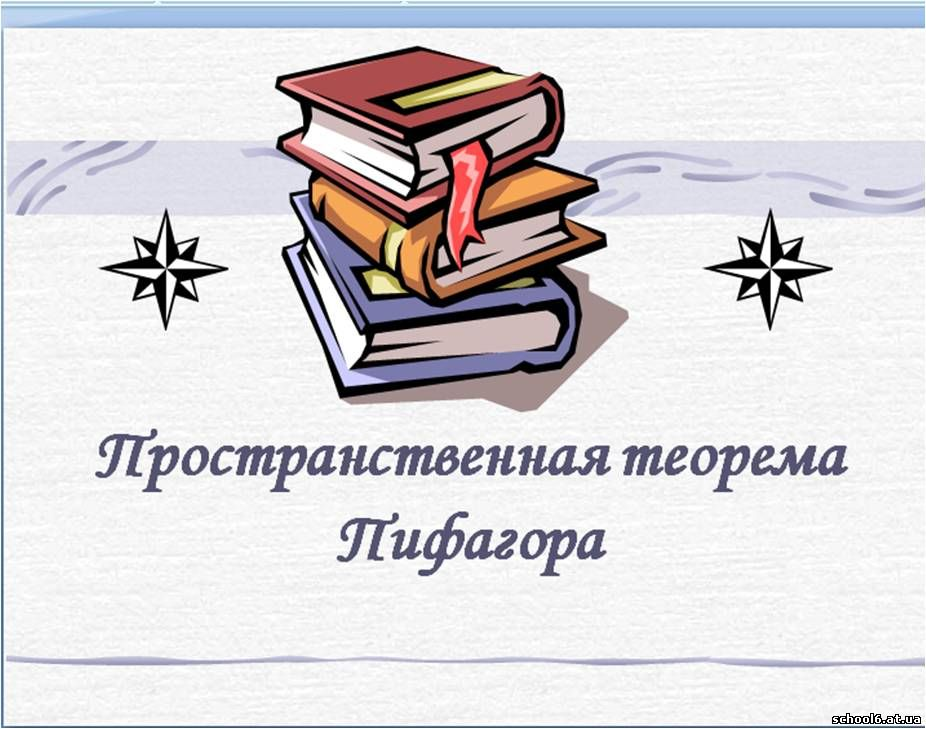 Пространственная теорема
Пифагора
school6.at.ua